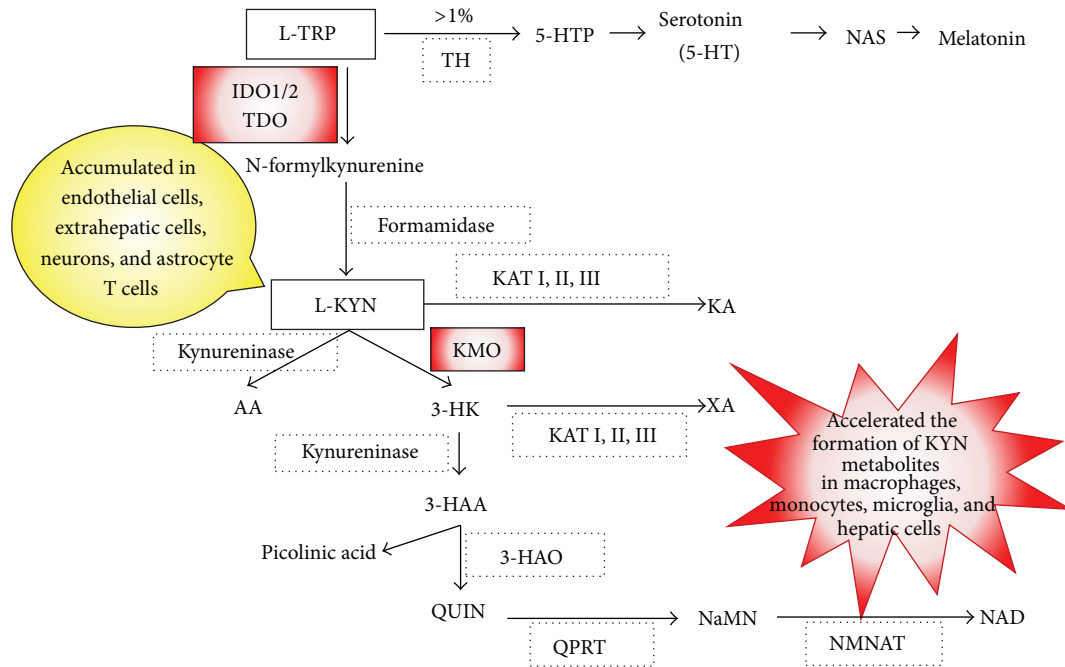 L-TRP
>1%
TH
5-HTP
Serotonin
(5-HT)
NAS
Melatonin
IDO1/2
TDO
N-formylkynurenine
Accumulated in
endothelial cells,
extrahepatic cells,
neurons, and astrocyte
T cells
Formamidase
L-KYN
KAT I, II, III
KA
Kynureninase
KMO
AA
3-HK
KAT I, II, III
XA
Kynureninase
Accelerated the
formation of KYN
metabolites
in macrophages,
monocytes, microglia, and
hepatic cells
3-HAA
Picolinic acid
3-HAO
QUIN
QPRT
NaMN
NMNAT
NAD